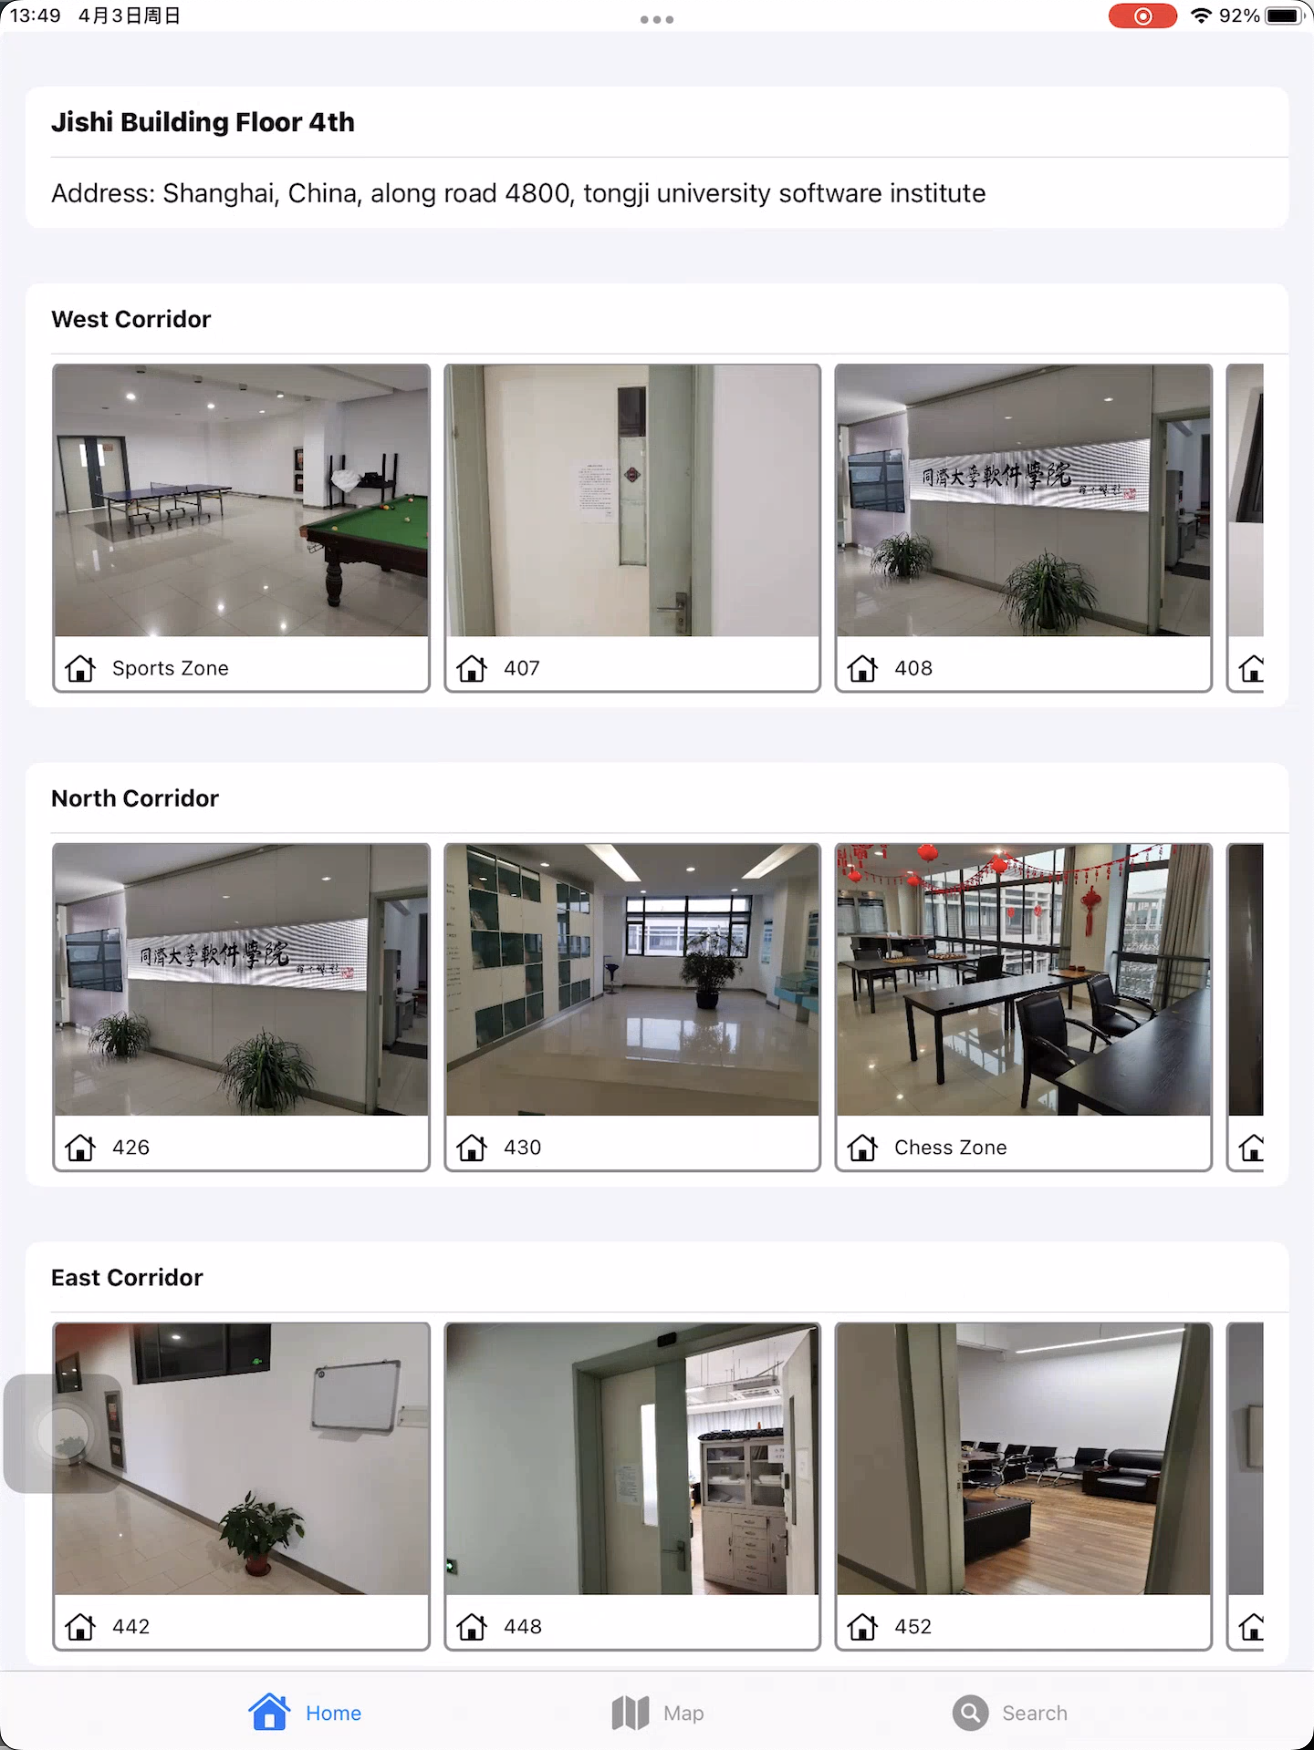 13:49 4月3日周日
92%
Jishi Building Floor 4th
Address: Shanghai, China, along road 4800, tongji university software institute
West Corridor
同濟大學軟件學院
Sports Zone
407
408
North Corridor
同濟大學軟件學院
426
430
Chess Zone
East Corridor
442
448
452
Home
Map
Search